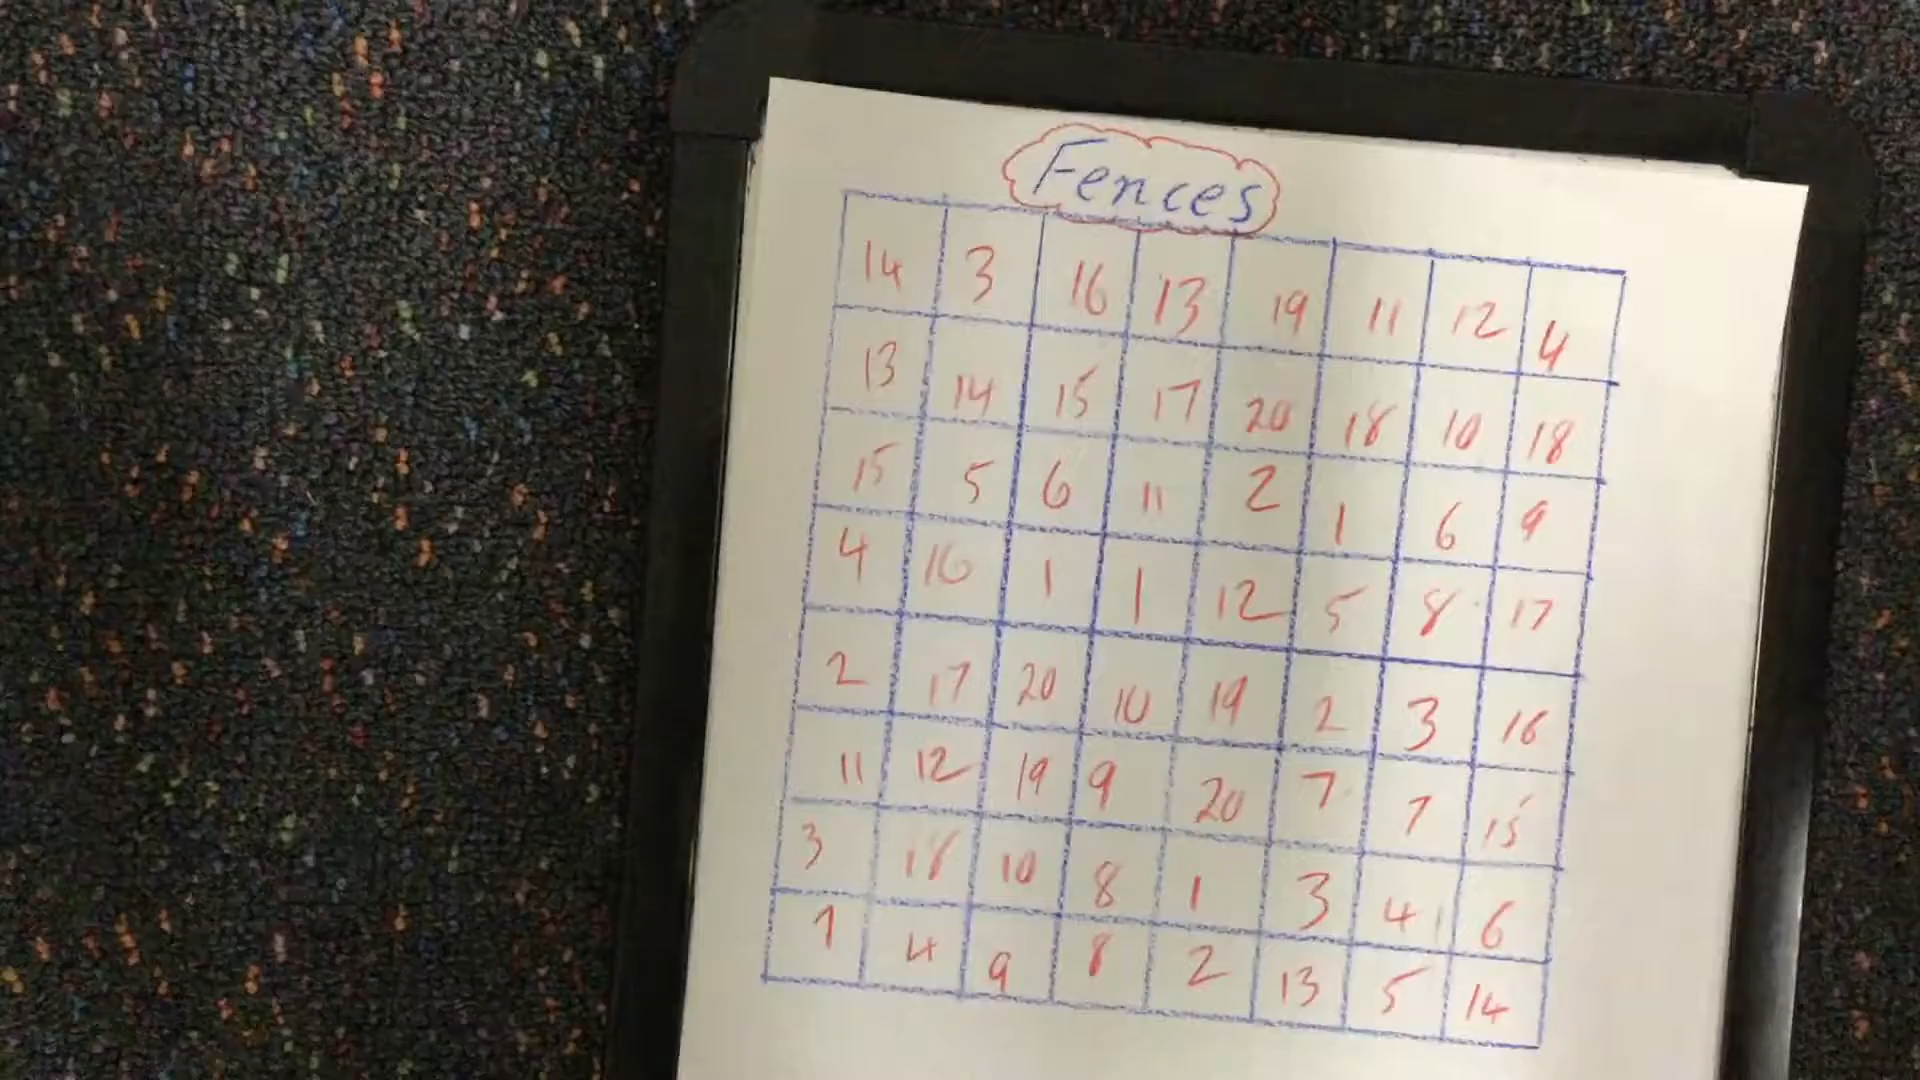 Fences
14 3 16 13 19 11 12 4
13 14 15 17 20 18 10 18
15 5 6 11 2 1 6 9
4 16 1 1 12 5 8 17
2 17 20 10 19 2 3 16
11 12 19 9 20 7 7 15
3 18 10 8 1 3 4 6
7 4 9 8 2 13 5 14